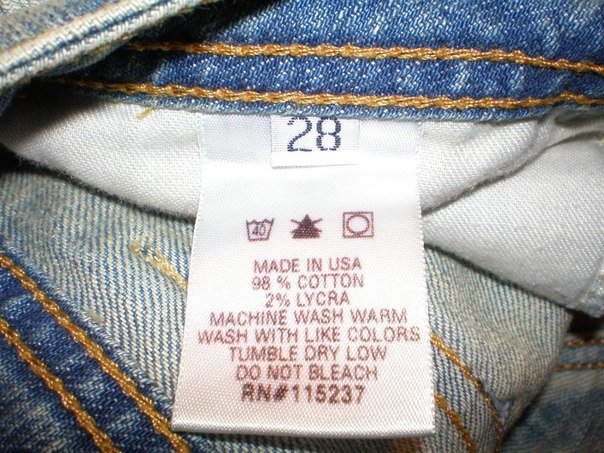 28
40
MADE IN USA
98 % COTTON
2% LYCRA
MACHINE WASH WARM
WASH WITH LIKE COLORS
TUMBLE DRY LOW
DO NOT BLEACH
RN#115237